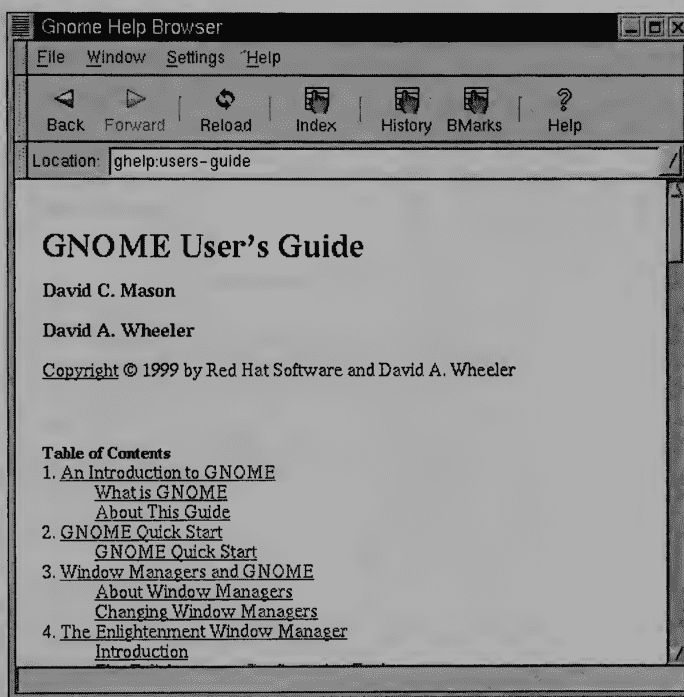 Gnome Help Browser
File Window Settings Help
Back Forward Reload Index History BMarks Help
Location: ghelp:users-guide
GNOME User's Guide
David C. Mason
David A. Wheeler
Copyright © 1999 by Red Hat Software and David A. Wheeler
Table of Contents
1. An Introduction to GNOME
What is GNOME
About This Guide
2. GNOME Quick Start
GNOME Quick Start
3. Window Managers and GNOME
About Window Managers
Changing Window Managers
4. The Enlightenment Window Manager
Introduction